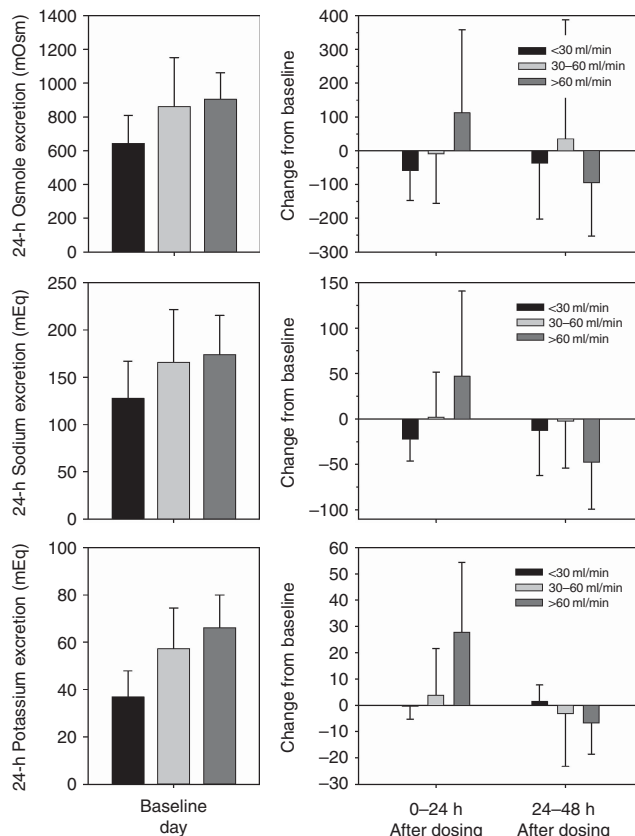 24-h Osmole excretion (mOsm)
1400
1200
1000
800
600
400
200
0
Change from baseline
400
300
200
100
0
−100
−200
−300
<30 ml/min
30–60 ml/min
>60 ml/min
24-h Sodium excretion (mEq)
250
200
150
100
50
0
Change from baseline
150
100
50
0
−50
−100
<30 ml/min
30–60 ml/min
>60 ml/min
24-h Potassium excretion (mEq)
100
80
60
40
20
0
Baseline
day
Change from baseline
60
50
40
30
20
10
0
−10
−20
30
<30 ml/min
30–60 ml/min
>60 ml/min
0–24 h
After dosing
24–48 h
After dosing